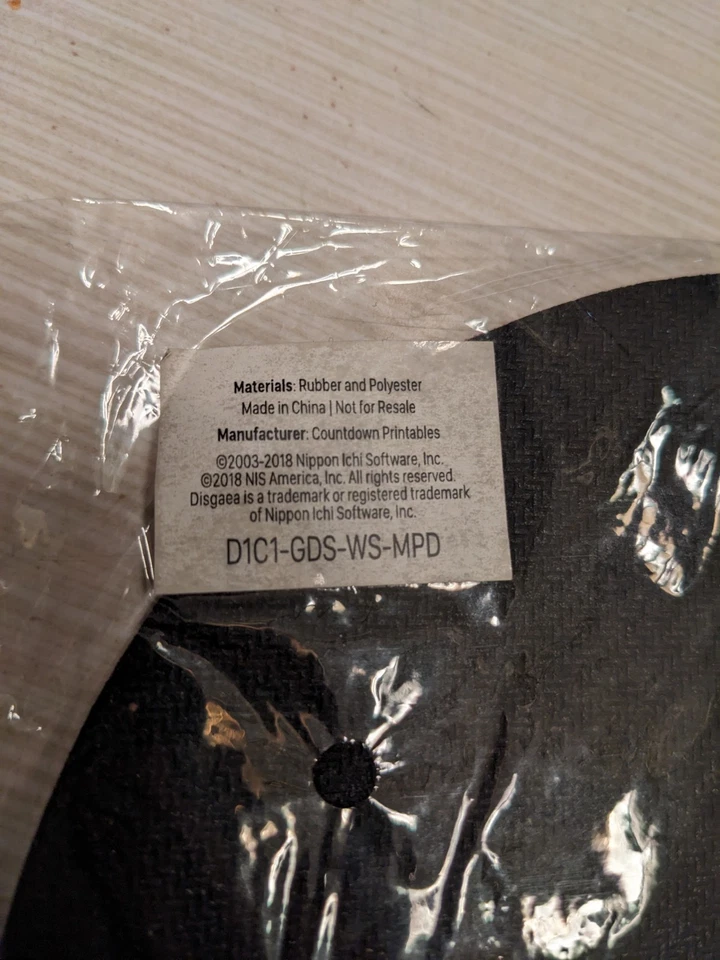 Materials: Rubber and Polyester
Made in China | Not for Resale
Manufacturer: Countdown Printables
©2003-2018 Nippon Ichi Software, Inc.
©2018 NIS America, Inc. All rights reserved.
Disgaea is a trademark or registered trademark
of Nippon Ichi Software, Inc.
D1C1-GDS-WS-MPD